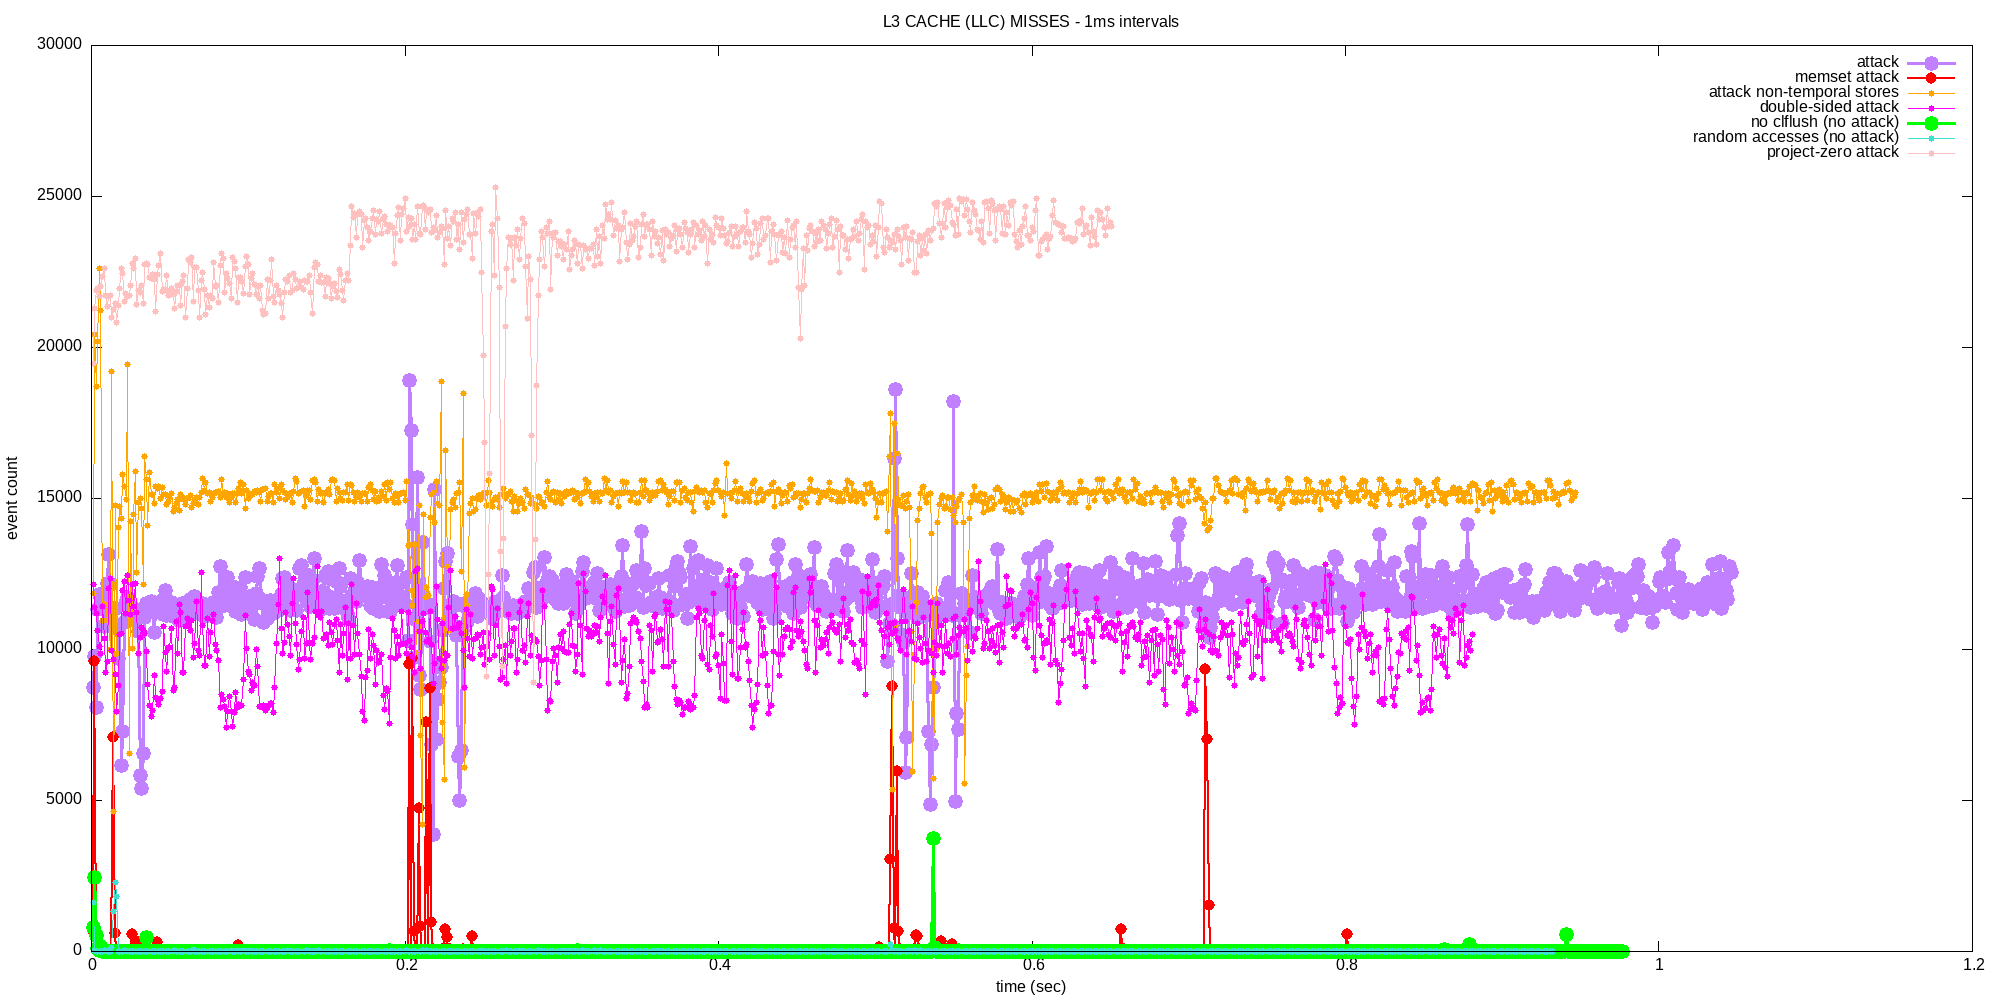 L3 CACHE (LLC) MISSES - 1ms intervals
30000
25000
20000
15000
10000
5000
0
event count
attack
memset attack
attack non-temporal stores
double-sided attack
no clflush (no attack)
random accesses (no attack)
project-zero attack
0 0.2 0.4 0.6 0.8 1 1.2
time (sec)